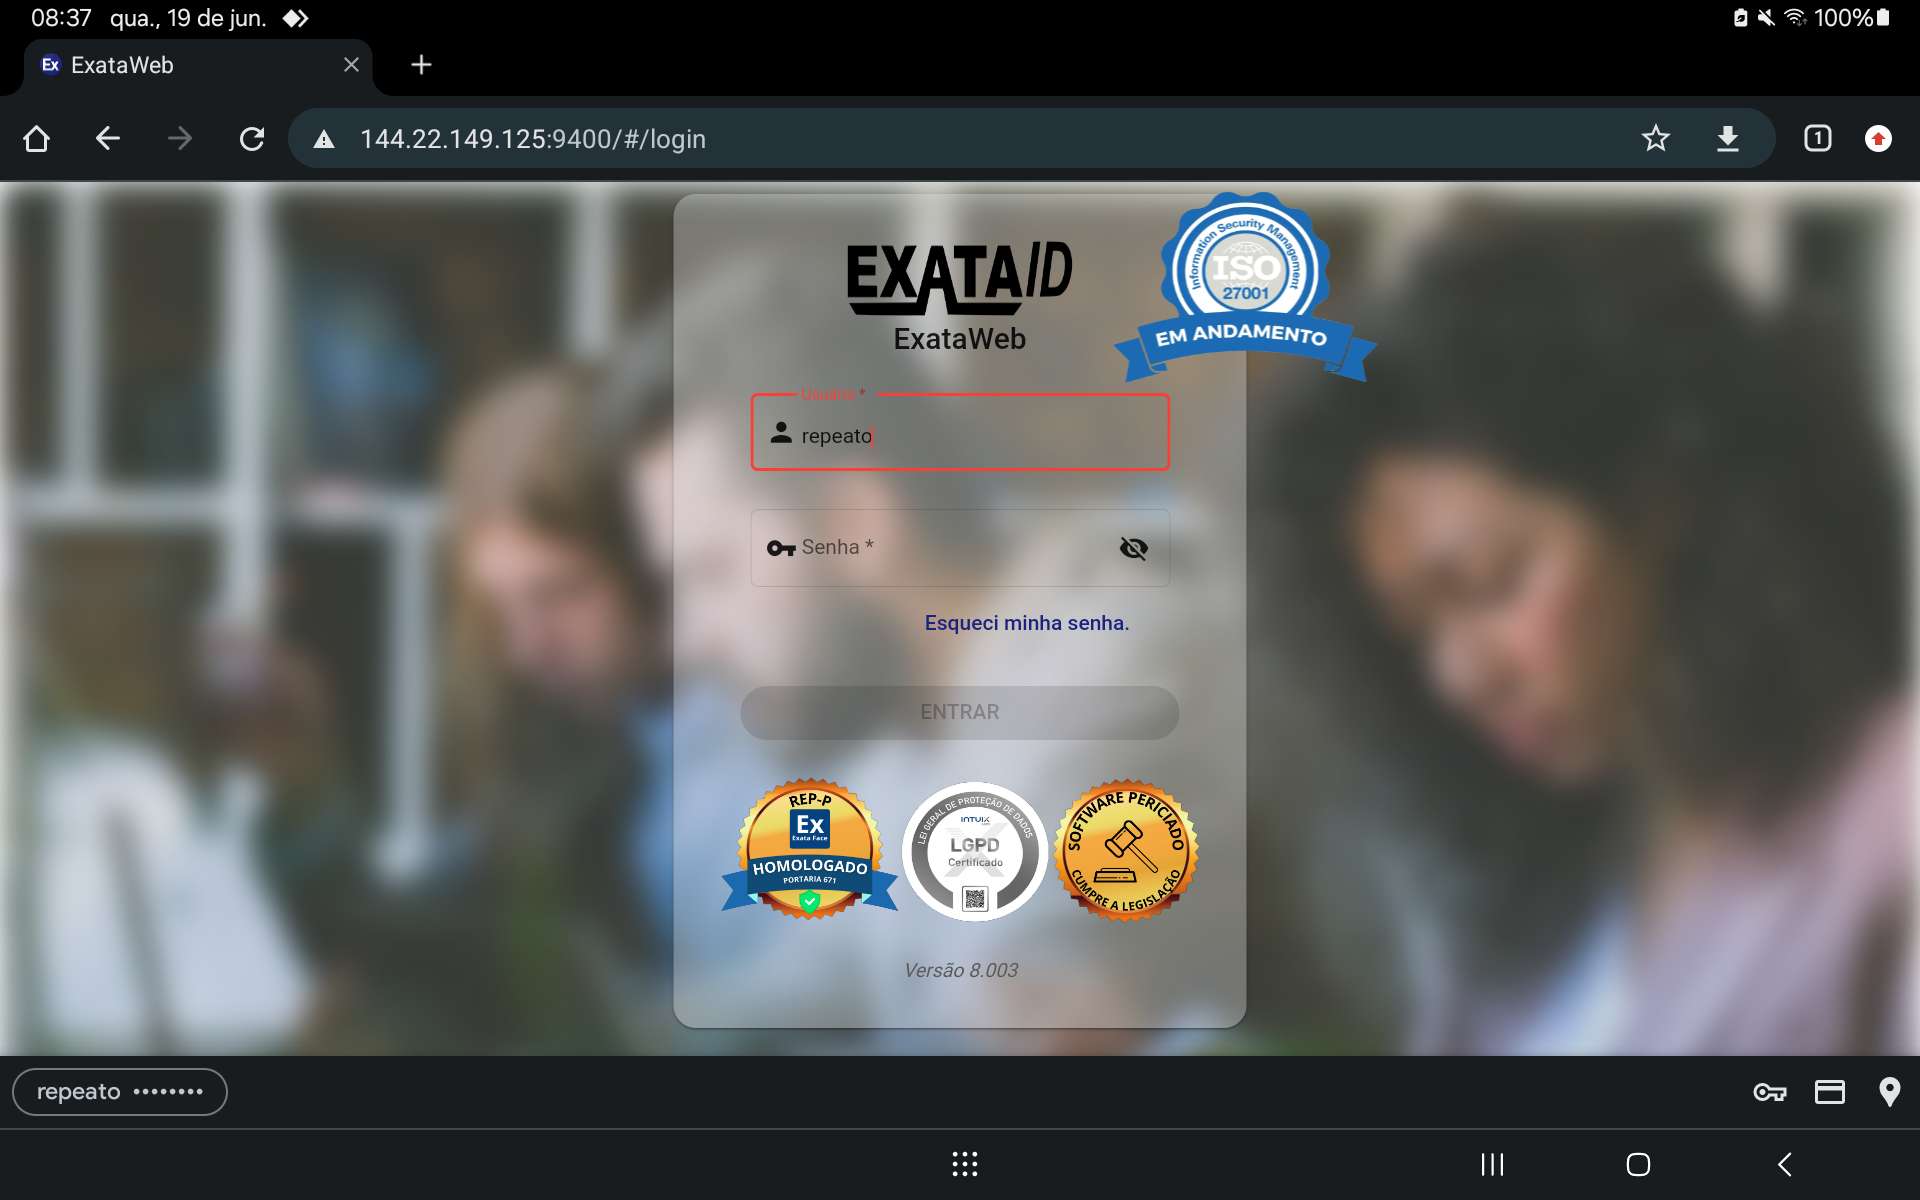 08:37 qua., 19 de jun. 100%
Ex ExataWeb
144.22.149.125:9400/#/login 1
EXATAID
ExataWeb
Information Security Management
ISO
27001
EM ANDAMENTO
Usuário *
repeato
Senha *
Esqueci minha senha.
ENTRAR
REP-P
Ex
Exata Face
HOMOLOGADO
PORTARIA 671
LEI GERAL DE PROTEÇÃO DE DADOS
INTUIX
LGPD
Certificado
SOFTWARE PERICIADO
CUMPRE A LEGISLAÇÃO
Versão 8.003
repeato ••••••••